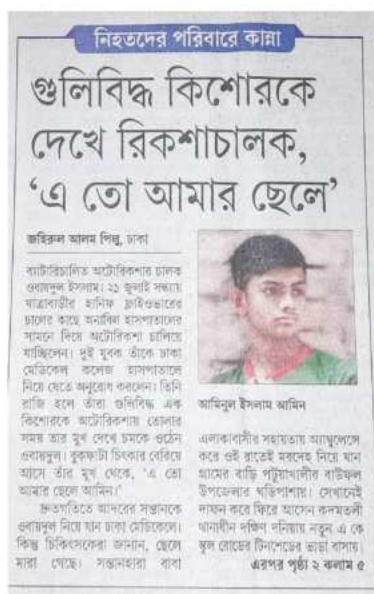 নিহতদের পরিবারে কান্না
গুলিবিদ্ধ কিশোরকে
দেখে রিকশাচালক,
‘এ তো আমার ছেলে’
জহিরুল আলম পিলু, ঢাকা
ব্যাটারিচালিত অটোরিকশার চালক
ওবায়দুল ইসলাম। ২১ জুলাই সন্ধ্যায়
যাত্রাবাড়ীর হানিফ ফ্লাইওভারের
ঢালের কাছে অনাবিল হাসপাতালের
সামনে দিয়ে অটোরিকশা চালিয়ে
যাচ্ছিলেন। দুই যুবক তাঁকে ঢাকা
মেডিকেল কলেজ হাসপাতালে
নিয়ে যেতে অনুরোধ করলেন। তিনি
রাজি হলে তাঁরা গুলিবিদ্ধ এক
কিশোরকে অটোরিকশায় তোলার
সময় তার মুখ দেখে চমকে ওঠেন
ওবায়দুল। বুকফাটা চিৎকার বেরিয়ে
আসে তাঁর মুখ থেকে, ‘এ তো
আমার ছেলে আমিন।’
দ্রুতগতিতে আদরের সন্তানকে
ওবায়দুল নিয়ে যান ঢাকা মেডিকেলে।
কিন্তু চিকিৎসকেরা জানান, ছেলে
মারা গেছে। সন্তানহারা বাবা
আমিনুল ইসলাম আমিন
এলাকাবাসীর সহায়তায় অ্যাম্বুলেন্সে
করে ওই রাতেই মরদেহ নিয়ে যান
গ্রামের বাড়ি পটুয়াখালীর বাউফল
উপজেলার ঘড়িপাশায়। সেখানেই
দাফন করে ফিরে আসেন কদমতলী
থানাধীন দক্ষিণ দনিয়ায় নতুন এ কে
স্কুল রোডের টিনশেডের ভাড়া বাসায়।
এরপর পৃষ্ঠা ২ কলাম ৫